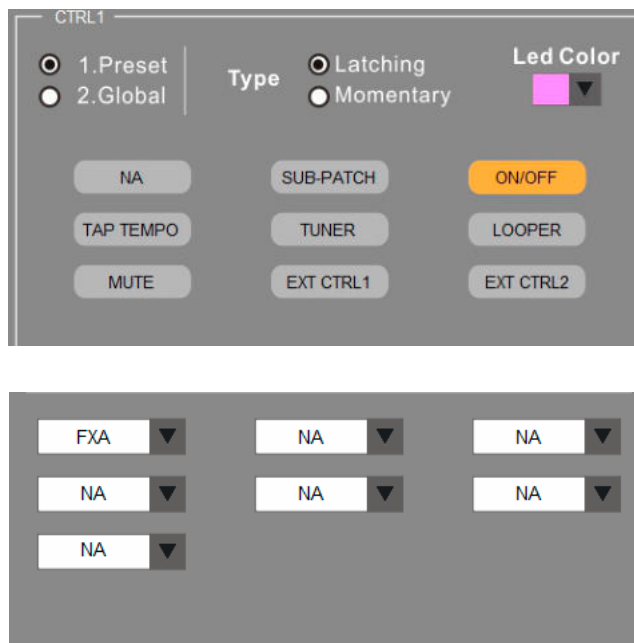 CTRL1
1.Preset
2.Global
Type
Latching
Momentary
Led Color
NA SUB-PATCH ON/OFF
TAP TEMPO TUNER LOOPER
MUTE EXT CTRL1 EXT CTRL2
FXA NA NA
NA NA NA
NA